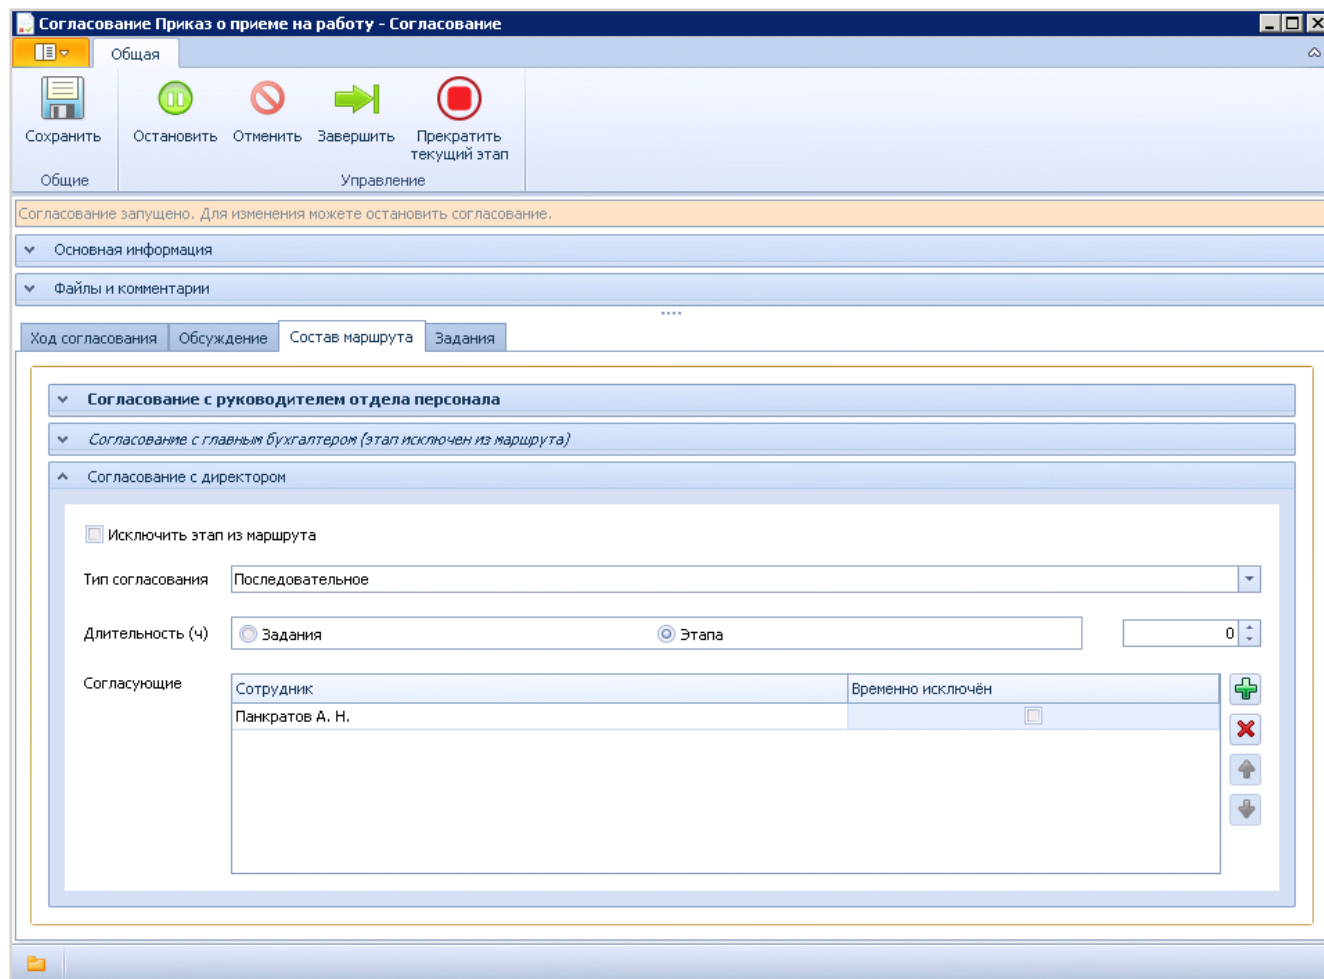 Согласование Приказ о приеме на работу - Согласование
Общая
Сохранить
Остановить
Отменить
Завершить
Прекратить
текущий этап
Общие
Управление
Согласование запущено. Для изменения можете остановить согласование.
Основная информация
Файлы и комментарии
Ход согласования
Обсуждение
Состав маршрута
Задания
Согласование с руководителем отдела персонала
Согласование с главным бухгалтером (этап исключен из маршрута)
Согласование с директором
Исключить этап из маршрута
Тип согласования
Последовательное
Длительность (ч)
Задания
Этапа
0
Согласующие
Сотрудник
Временно исключён
Панкратов А. Н.